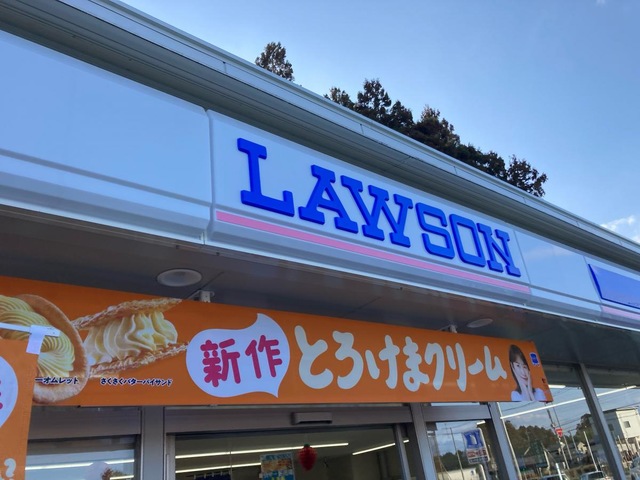 LAWSON
新作
とろけまクリーム
ーオムレット
さくさくバターパイサンド